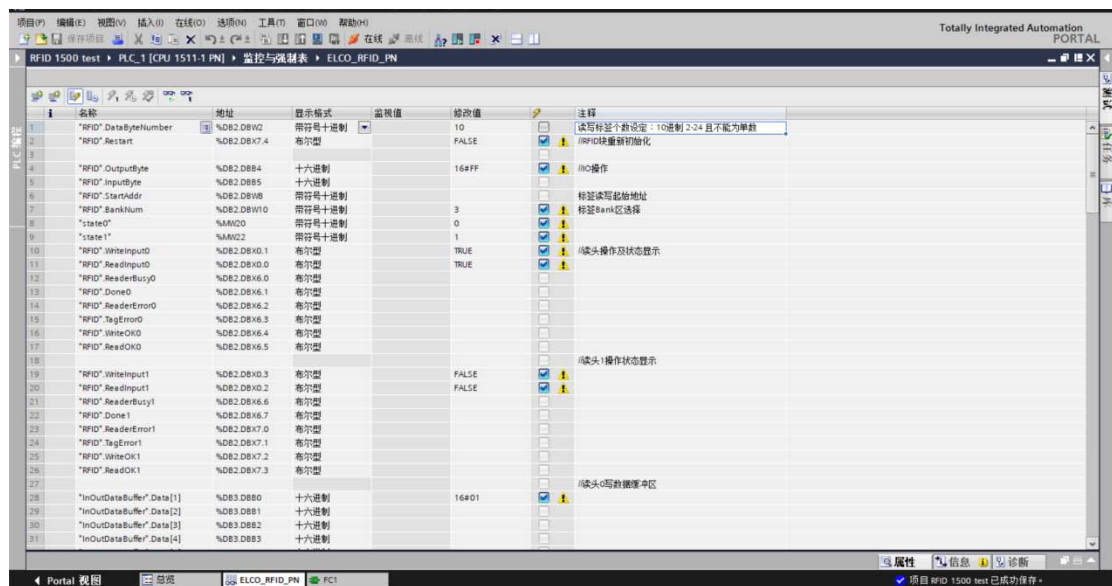 项目(P) 编辑(E) 视图(V) 插入(I) 在线(O) 选项(N) 工具(T) 窗口(W) 帮助(H)
Totally Integrated Automation
PORTAL
保存项目 在线 离线
RFID 1500 test ▸ PLC_1 [CPU 1511-1 PN] ▸ 监控与强制表 ▸ ELCO_RFID_PN
i 名称 地址 显示格式 监视值 修改值 注释
1 "RFID".DataByteNumber %DB2.DBW2 带符号十进制 10 读写标签个数设定：10进制 2-24 且不能为单数
2 "RFID".Restart %DB2.DBX7.4 布尔型 FALSE //RFID块重新初始化
3
4 "RFID".OutputByte %DB2.DBB4 十六进制 16#FF //IO操作
5 "RFID".InputByte %DB2.DBB5 十六进制
6 "RFID".StartAddr %DB2.DBW8 带符号十进制 标签读写起始地址
7 "RFID".BankNum %DB2.DBW10 带符号十进制 3 标签Bank区选择
8 "state0" %MW20 带符号十进制 0
9 "state1" %MW22 带符号十进制 1
10 "RFID".WriteInput0 %DB2.DBX0.1 布尔型 TRUE //读头操作及状态显示
11 "RFID".ReadInput0 %DB2.DBX0.0 布尔型 TRUE
12 "RFID".ReaderBusy0 %DB2.DBX6.0 布尔型
13 "RFID".Done0 %DB2.DBX6.1 布尔型
14 "RFID".ReaderError0 %DB2.DBX6.2 布尔型
15 "RFID".TagError0 %DB2.DBX6.3 布尔型
16 "RFID".WriteOK0 %DB2.DBX6.4 布尔型
17 "RFID".ReadOK0 %DB2.DBX6.5 布尔型
18 //读头1操作状态显示
19 "RFID".WriteInput1 %DB2.DBX0.3 布尔型 FALSE
20 "RFID".ReadInput1 %DB2.DBX0.2 布尔型 FALSE
21 "RFID".ReaderBusy1 %DB2.DBX6.6 布尔型
22 "RFID".Done1 %DB2.DBX6.7 布尔型
23 "RFID".ReaderError1 %DB2.DBX7.0 布尔型
24 "RFID".TagError1 %DB2.DBX7.1 布尔型
25 "RFID".WriteOK1 %DB2.DBX7.2 布尔型
26 "RFID".ReadOK1 %DB2.DBX7.3 布尔型
27 //读头0写数据缓冲区
28 "InOutDataBuffer".Data[1] %DB3.DBB0 十六进制 16#01
29 "InOutDataBuffer".Data[2] %DB3.DBB1 十六进制
30 "InOutDataBuffer".Data[3] %DB3.DBB2 十六进制
31 "InOutDataBuffer".Data[4] %DB3.DBB3 十六进制
PLC 编程
测试
任务
属性 信息 诊断
Portal 视图 总览 ELCO_RFID_PN FC1 项目 RFID 1500 test 已成功保存。